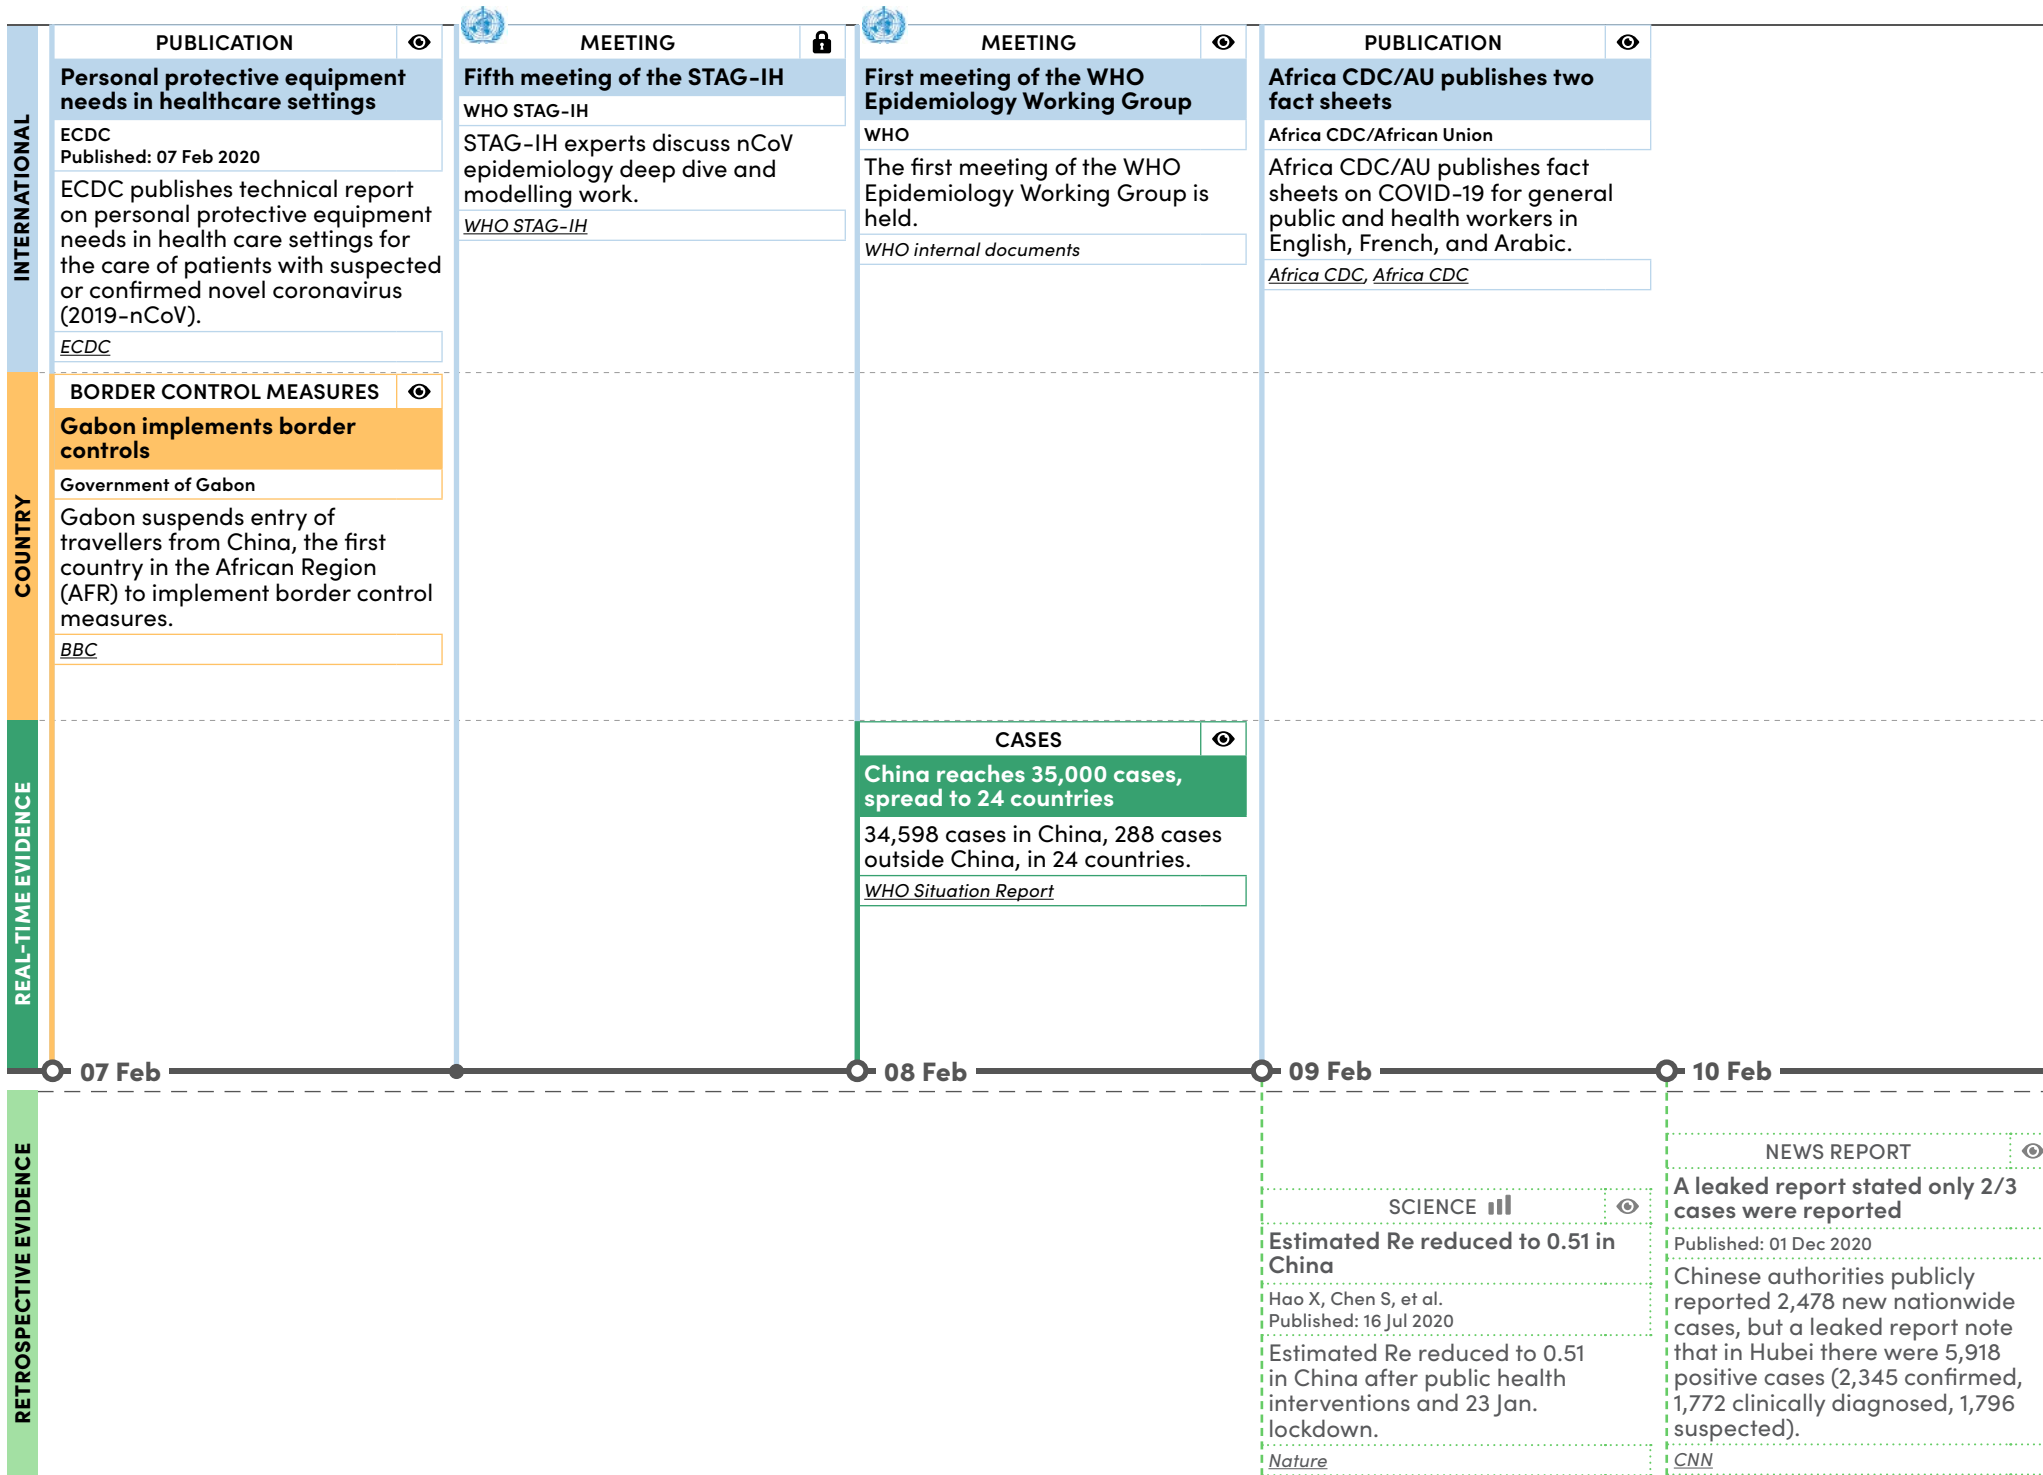 INTERNATIONAL
PUBLICATION
Personal protective equipment
needs in healthcare settings
ECDC
Published: 07 Feb 2020
ECDC publishes technical report
on personal protective equipment
needs in health care settings for
the care of patients with suspected
or confirmed novel coronavirus
(2019-nCoV).
ECDC
MEETING
Fifth meeting of the STAG-IH
WHO STAG-IH
STAG-IH experts discuss nCoV
epidemiology deep dive and
modelling work.
WHO STAG-IH
MEETING
First meeting of the WHO
Epidemiology Working Group
WHO
The first meeting of the WHO
Epidemiology Working Group is
held.
WHO internal documents
PUBLICATION
Africa CDC/AU publishes two
fact sheets
Africa CDC/African Union
Africa CDC/AU publishes fact
sheets on COVID-19 for general
public and health workers in
English, French, and Arabic.
Africa CDC, Africa CDC
COUNTRY
BORDER CONTROL MEASURES
Gabon implements border
controls
Government of Gabon
Gabon suspends entry of
travellers from China, the first
country in the African Region
(AFR) to implement border control
measures.
BBC
REAL-TIME EVIDENCE
CASES
China reaches 35,000 cases,
spread to 24 countries
34,598 cases in China, 288 cases
outside China, in 24 countries.
WHO Situation Report
07 Feb
08 Feb
09 Feb
10 Feb
RETROSPECTIVE EVIDENCE
SCIENCE
Estimated Re reduced to 0.51 in
China
Hao X, Chen S, et al.
Published: 16 Jul 2020
Estimated Re reduced to 0.51
in China after public health
interventions and 23 Jan.
lockdown.
Nature
NEWS REPORT
A leaked report stated only 2/3
cases were reported
Published: 01 Dec 2020
Chinese authorities publicly
reported 2,478 new nationwide
cases, but a leaked report note
that in Hubei there were 5,918
positive cases (2,345 confirmed,
1,772 clinically diagnosed, 1,796
suspected).
CNN